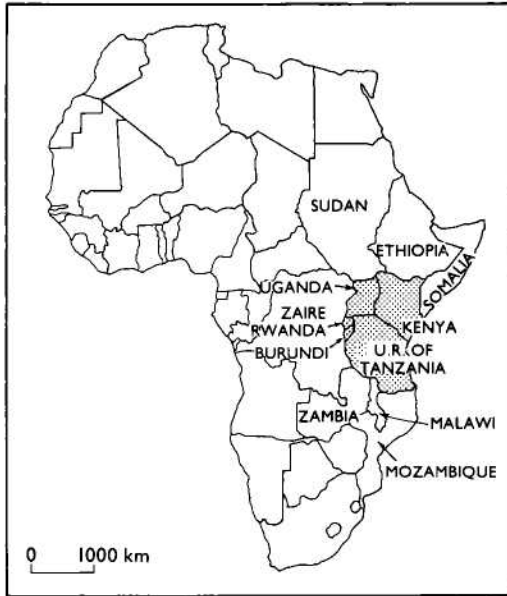 SUDAN
ETHIOPIA
SOMALIA
UGANDA
ZAIRE
RWANDA
KENYA
BURUNDI
U.R. OF
TANZANIA
ZAMBIA
MALAWI
MOZAMBIQUE
0 1000 km